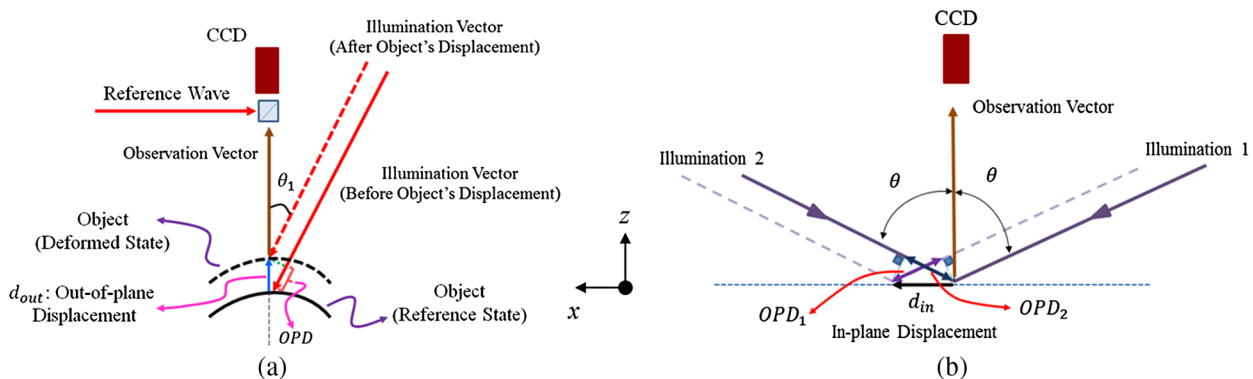 CCD
Illumination Vector
(After Object's Displacement)
Reference Wave
Observation Vector
θ₁
Illumination Vector
(Before Object's Displacement)
Object
(Deformed State)
d_out: Out-of-plane
Displacement
OPD
Object
(Reference State)
(a)
z
x
CCD
Observation Vector
Illumination 2
Illumination 1
θ
θ
OPD₁
d_in
OPD₂
In-plane Displacement
(b)